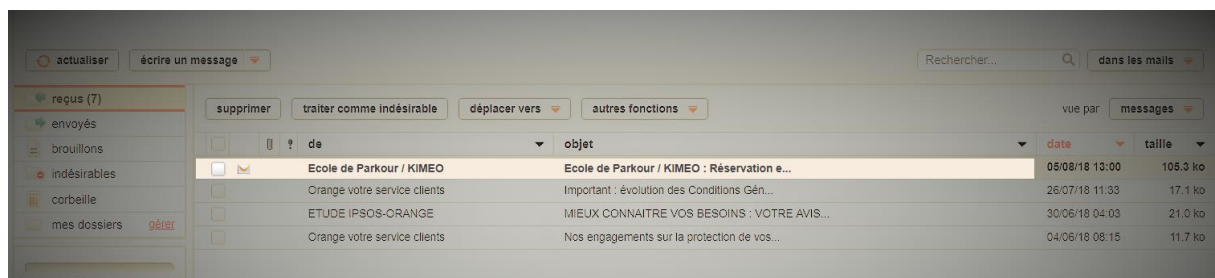 actualiser écrire un message Rechercher... dans les mails
reçus (7)
envoyés
brouillons
indésirables
corbeille
mes dossiers gérer
supprimer traiter comme indésirable déplacer vers autres fonctions vue par messages
de objet date taille
Ecole de Parkour / KIMEO Ecole de Parkour / KIMEO : Réservation e... 05/08/18 13:00 105.3 ko
Orange votre service clients Important : évolution des Conditions Gén... 26/07/18 11:33 17.1 ko
ETUDE IPSOS-ORANGE MIEUX CONNAITRE VOS BESOINS : VOTRE AVIS... 30/06/18 04:03 21.0 ko
Orange votre service clients Nos engagements sur la protection de vos... 04/06/18 08:15 11.7 ko